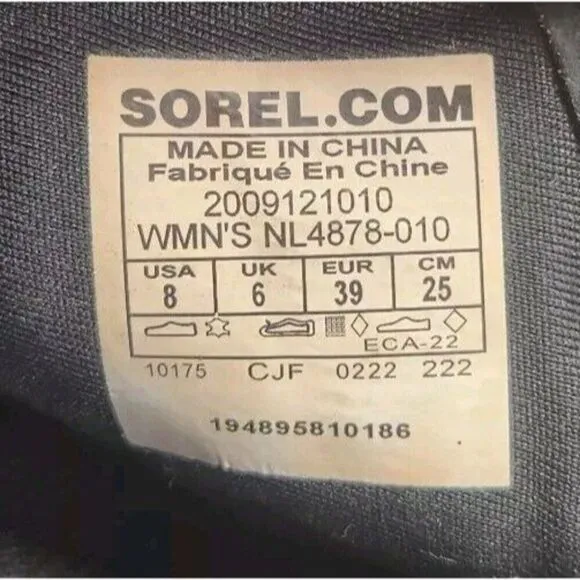 SOREL.COM
MADE IN CHINA
Fabriqué En Chine
2009121010
WMN'S NL4878-010
USA UK EUR CM
8 6 39 25
ECA-22
10175 CJF 0222 222
194895810186